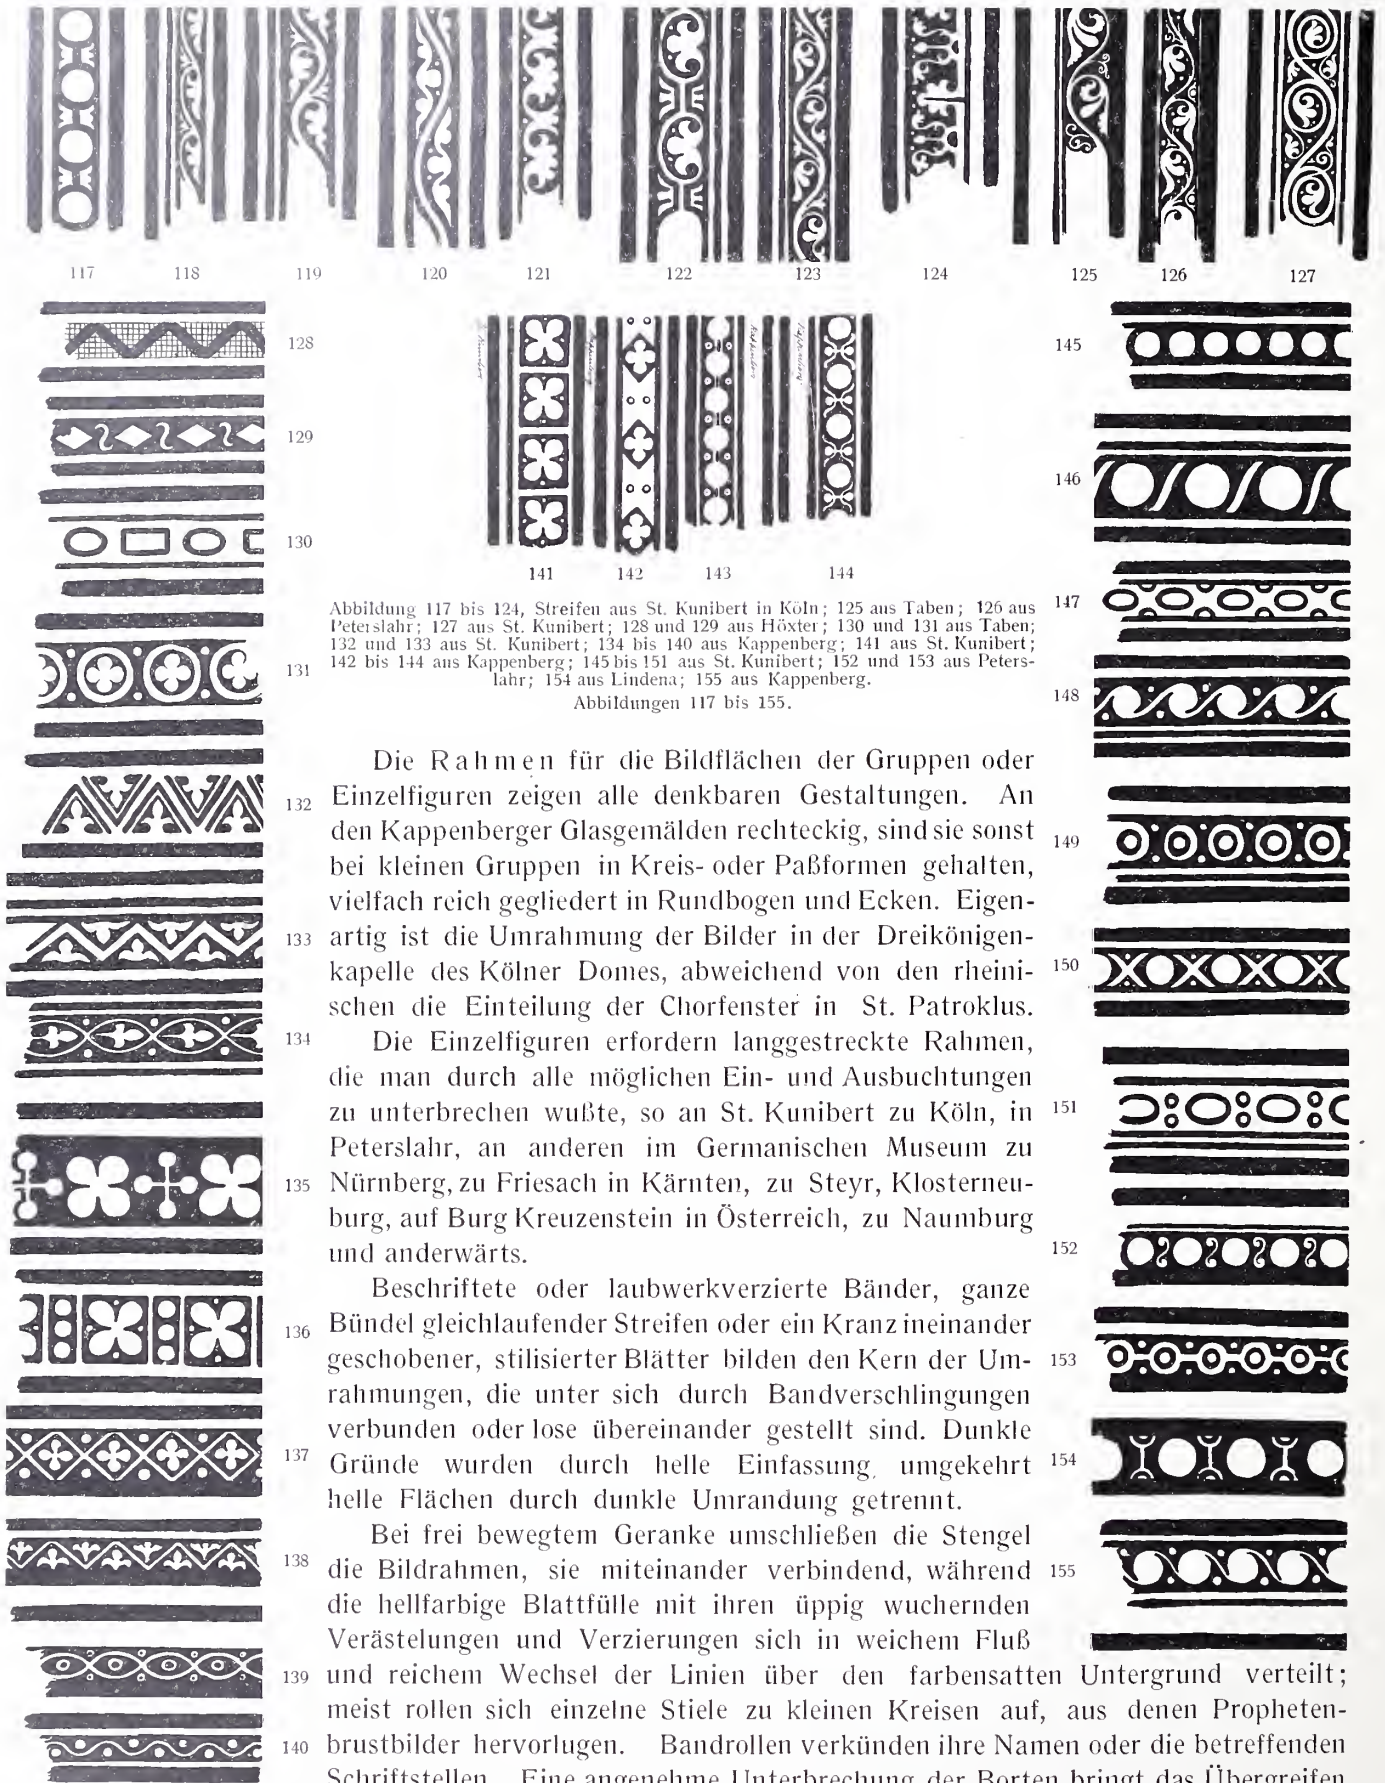 117 118 119 120 121 122 123 124 125 126 127
128
129
130
131
132
133
134
135
136
137
138
139
140
141 142 143 144
145
146
147
148
149
150
151
152
153
154
155
Abbildung 117 bis 124, Streifen aus St. Kunibert in Köln; 125 aus Taben; 126 aus
Peterslahr; 127 aus St. Kunibert; 128 und 129 aus Höxter; 130 und 131 aus Taben;
132 und 133 aus St. Kunibert; 134 bis 140 aus Kappenberg; 141 aus St. Kunibert;
142 bis 144 aus Kappenberg; 145 bis 151 aus St. Kunibert; 152 und 153 aus Peters-
lahr; 154 aus Lindena; 155 aus Kappenberg.
Abbildungen 117 bis 155.
Die Rahmen für die Bildflächen der Gruppen oder
Einzelfiguren zeigen alle denkbaren Gestaltungen. An
den Kappenberger Glasgemälden rechteckig, sind sie sonst
bei kleinen Gruppen in Kreis- oder Paßformen gehalten,
vielfach reich gegliedert in Rundbogen und Ecken. Eigen-
artig ist die Umrahmung der Bilder in der Dreikönigen-
kapelle des Kölner Domes, abweichend von den rheini-
schen die Einteilung der Chorfenster in St. Patroklus.
Die Einzelfiguren erfordern langgestreckte Rahmen,
die man durch alle möglichen Ein- und Ausbuchtungen
zu unterbrechen wußte, so an St. Kunibert zu Köln, in
Peterslahr, an anderen im Germanischen Museum zu
Nürnberg, zu Friesach in Kärnten, zu Steyr, Klosterneu-
burg, auf Burg Kreuzenstein in Österreich, zu Naumburg
und anderwärts.
Beschriftete oder laubwerkverzierte Bänder, ganze
Bündel gleichlaufender Streifen oder ein Kranz ineinander
geschobener, stilisierter Blätter bilden den Kern der Um-
rahmungen, die unter sich durch Bandverschlingungen
verbunden oder lose übereinander gestellt sind. Dunkle
Gründe wurden durch helle Einfassung, umgekehrt
helle Flächen durch dunkle Umrandung getrennt.
Bei frei bewegtem Geranke umschließen die Stengel
die Bildrahmen, sie miteinander verbindend, während
die hellfarbige Blattfülle mit ihren üppig wuchernden
Verästelungen und Verzierungen sich in weichem Fluß
und reichem Wechsel der Linien über den farbensatten Untergrund verteilt;
meist rollen sich einzelne Stiele zu kleinen Kreisen auf, aus denen Propheten-
brustbilder hervorlugen. Bandrollen verkünden ihre Namen oder die betreffenden
Schriftstellen. Eine angenehme Unterbrechung der Borten bringt das Übergreifen